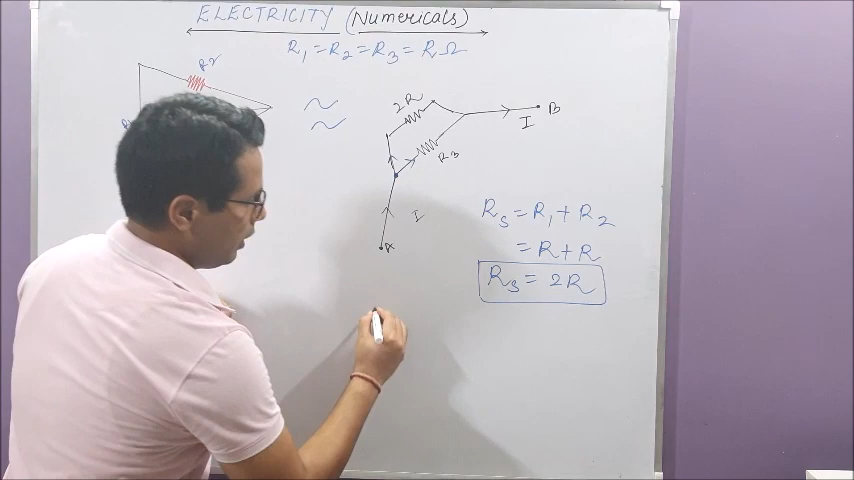 ELECTRICITY (Numericals)
R₁ = R₂ = R₃ = R Ω
R2
2R
B
I
R3
I
A
Rs = R₁ + R₂
= R + R
Rs = 2R